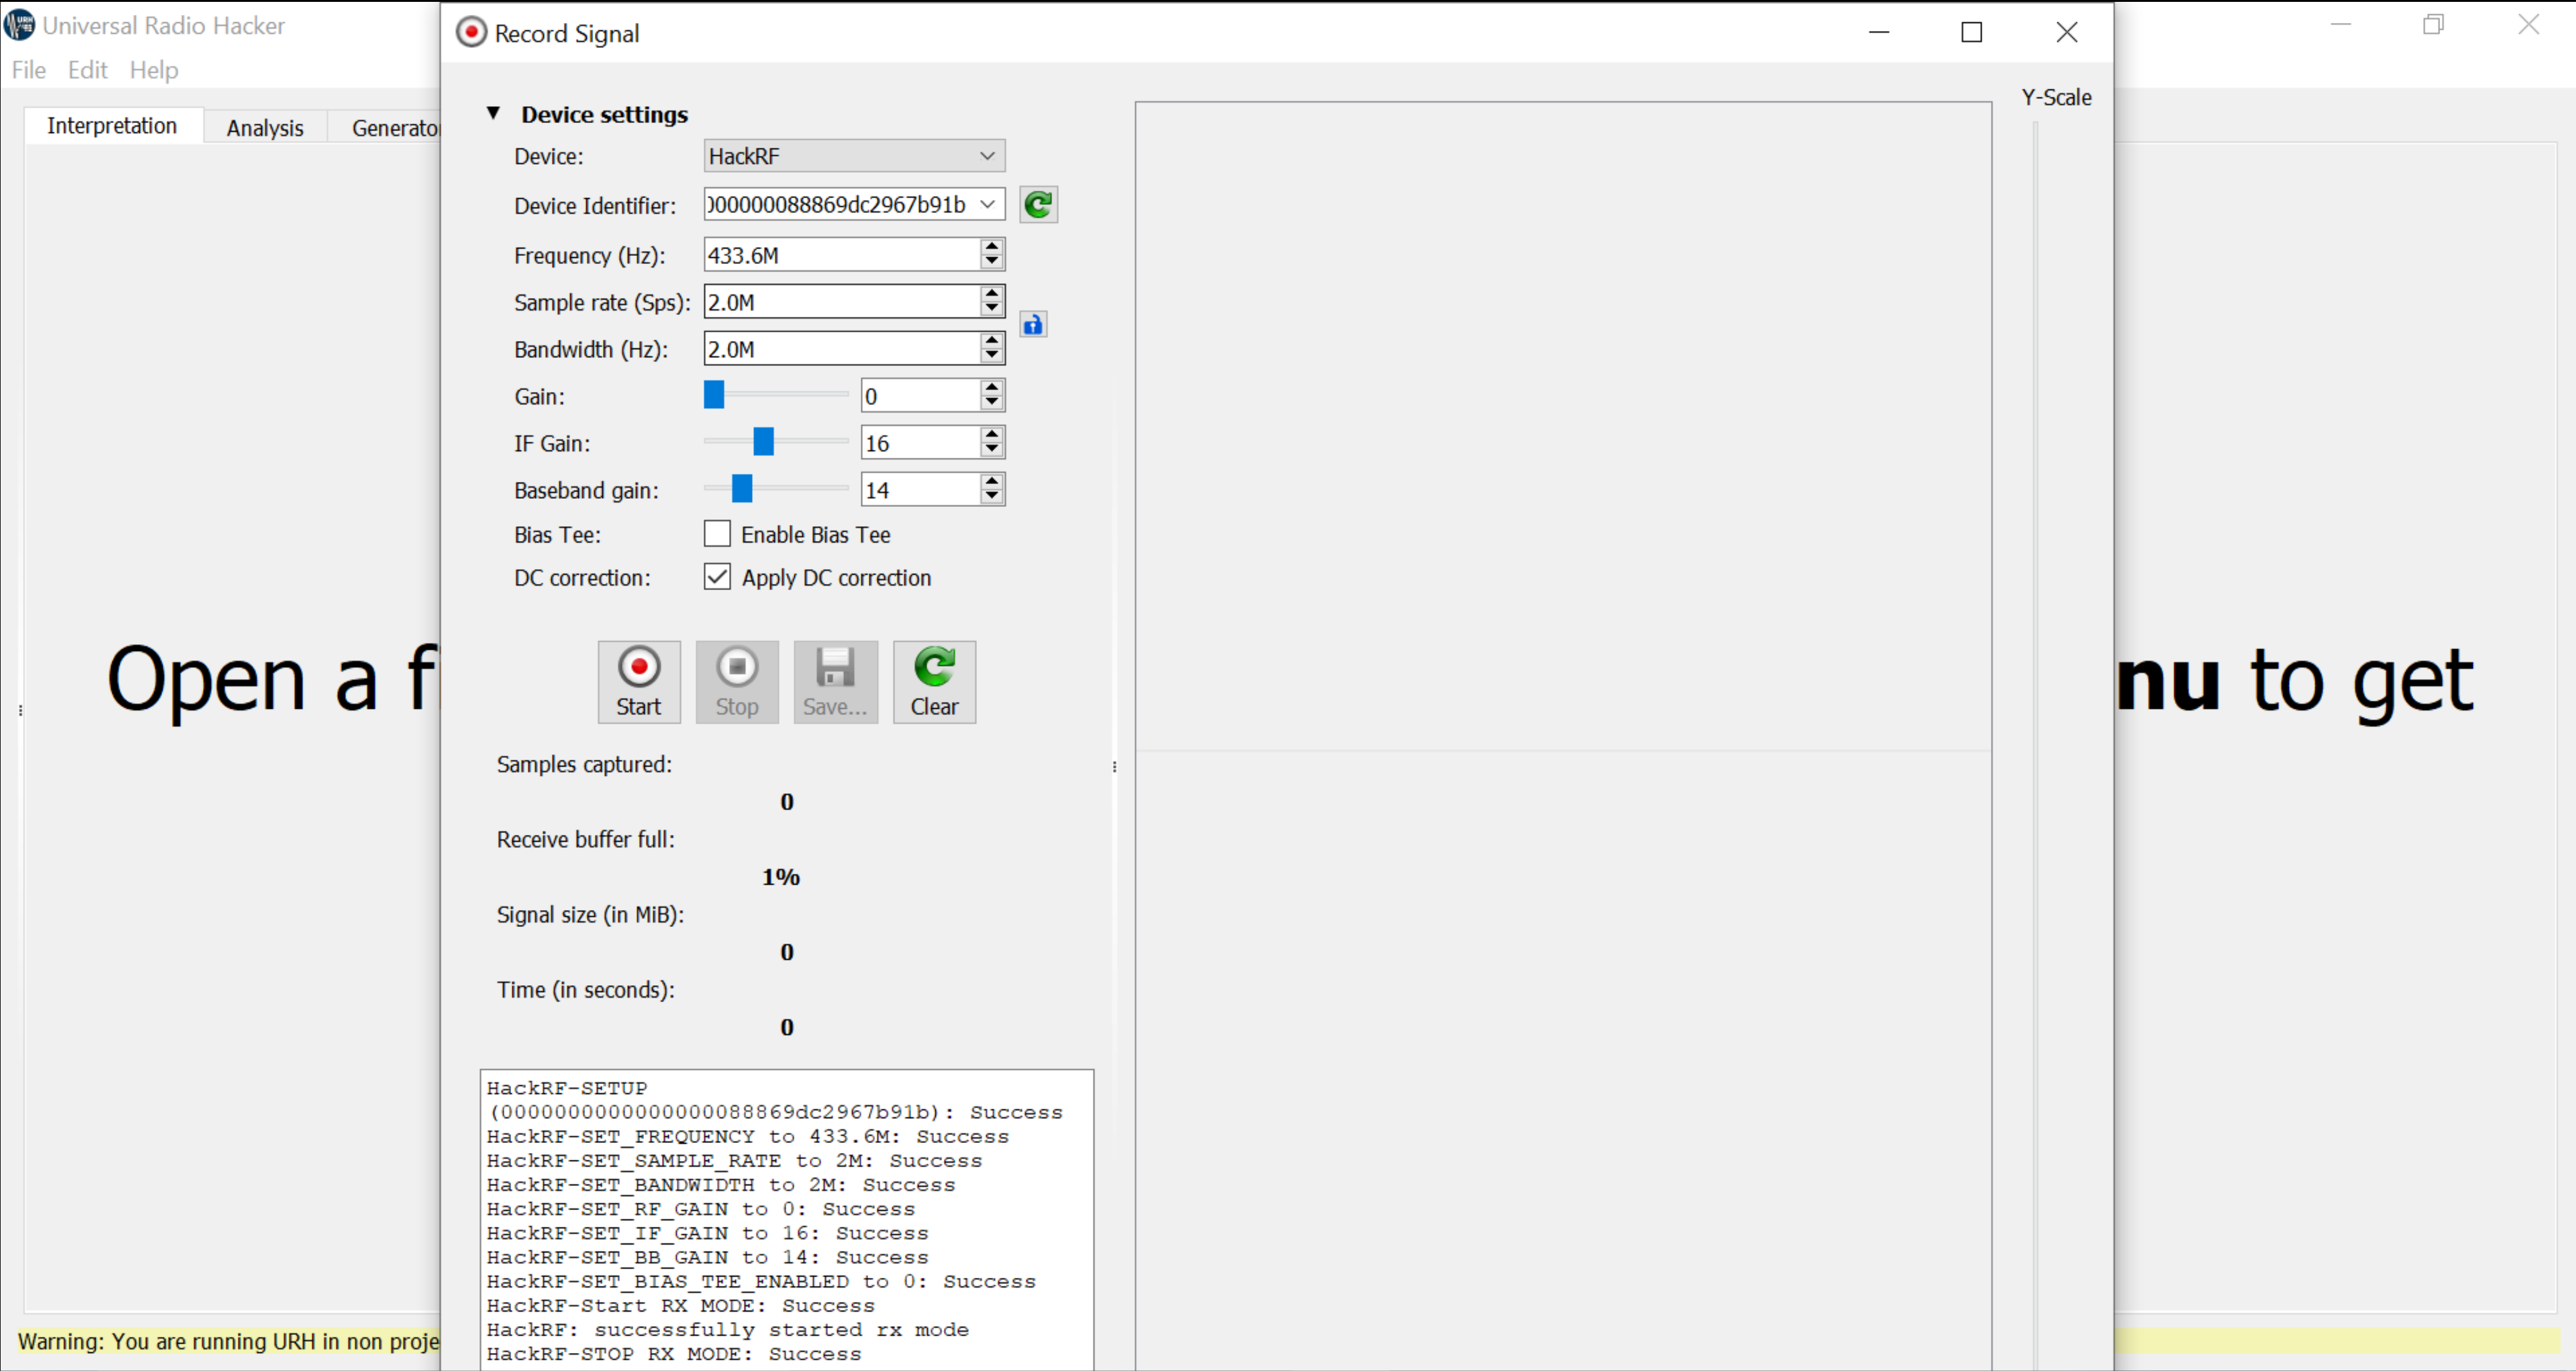 Universal Radio Hacker
File Edit Help
Interpretation Analysis Generator
Open a fi
nu to get
Warning: You are running URH in non proje
Record Signal
Device settings
Device: HackRF
Device Identifier: 000000088869dc2967b91b
Frequency (Hz): 433.6M
Sample rate (Sps): 2.0M
Bandwidth (Hz): 2.0M
Gain: 0
IF Gain: 16
Baseband gain: 14
Bias Tee: Enable Bias Tee
DC correction: Apply DC correction
Start Stop Save... Clear
Samples captured:
0
Receive buffer full:
1%
Signal size (in MiB):
0
Time (in seconds):
0
HackRF-SETUP
(0000000000000000088869dc2967b91b): Success
HackRF-SET_FREQUENCY to 433.6M: Success
HackRF-SET_SAMPLE_RATE to 2M: Success
HackRF-SET_BANDWIDTH to 2M: Success
HackRF-SET_RF_GAIN to 0: Success
HackRF-SET_IF_GAIN to 16: Success
HackRF-SET_BB_GAIN to 14: Success
HackRF-SET_BIAS_TEE_ENABLED to 0: Success
HackRF-Start RX MODE: Success
HackRF: successfully started rx mode
HackRF-STOP RX MODE: Success
Y-Scale